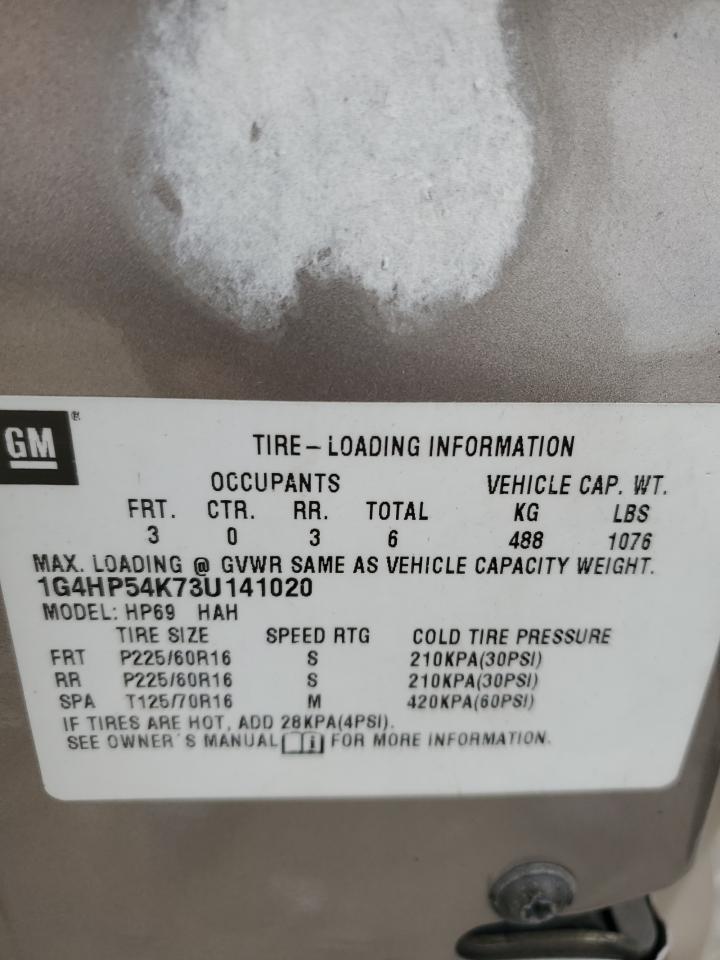 GM®
TIRE-LOADING INFORMATION
OCCUPANTS VEHICLE CAP. WT.
FRT. CTR. RR. TOTAL KG LBS
3 0 3 6 488 1076
MAX. LOADING @ GVWR SAME AS VEHICLE CAPACITY WEIGHT.
1G4HP54K73U141020
MODEL: HP69 HAH
TIRE SIZE SPEED RTG COLD TIRE PRESSURE
FRT P225/60R16 S 210KPA(30PSI)
RR P225/60R16 S 210KPA(30PSI)
SPA T125/70R16 M 420KPA(60PSI)
IF TIRES ARE HOT, ADD 28KPA(4PSI).
SEE OWNER'S MANUAL i FOR MORE INFORMATION.